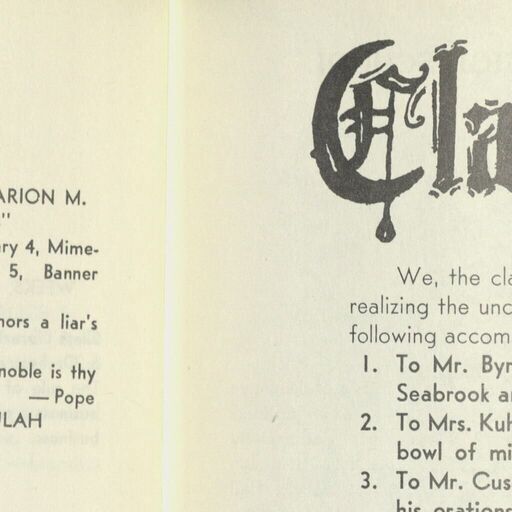 ARION M.
"
ary 4, Mime-
5, Banner
nors a liar's
noble is thy
— Pope
ULAH
Cla
We, the cla
realizing the unc
following accom
1. To Mr. Byr
Seabrook a
2. To Mrs. Kuh
bowl of mi
3. To Mr. Cus
his orations